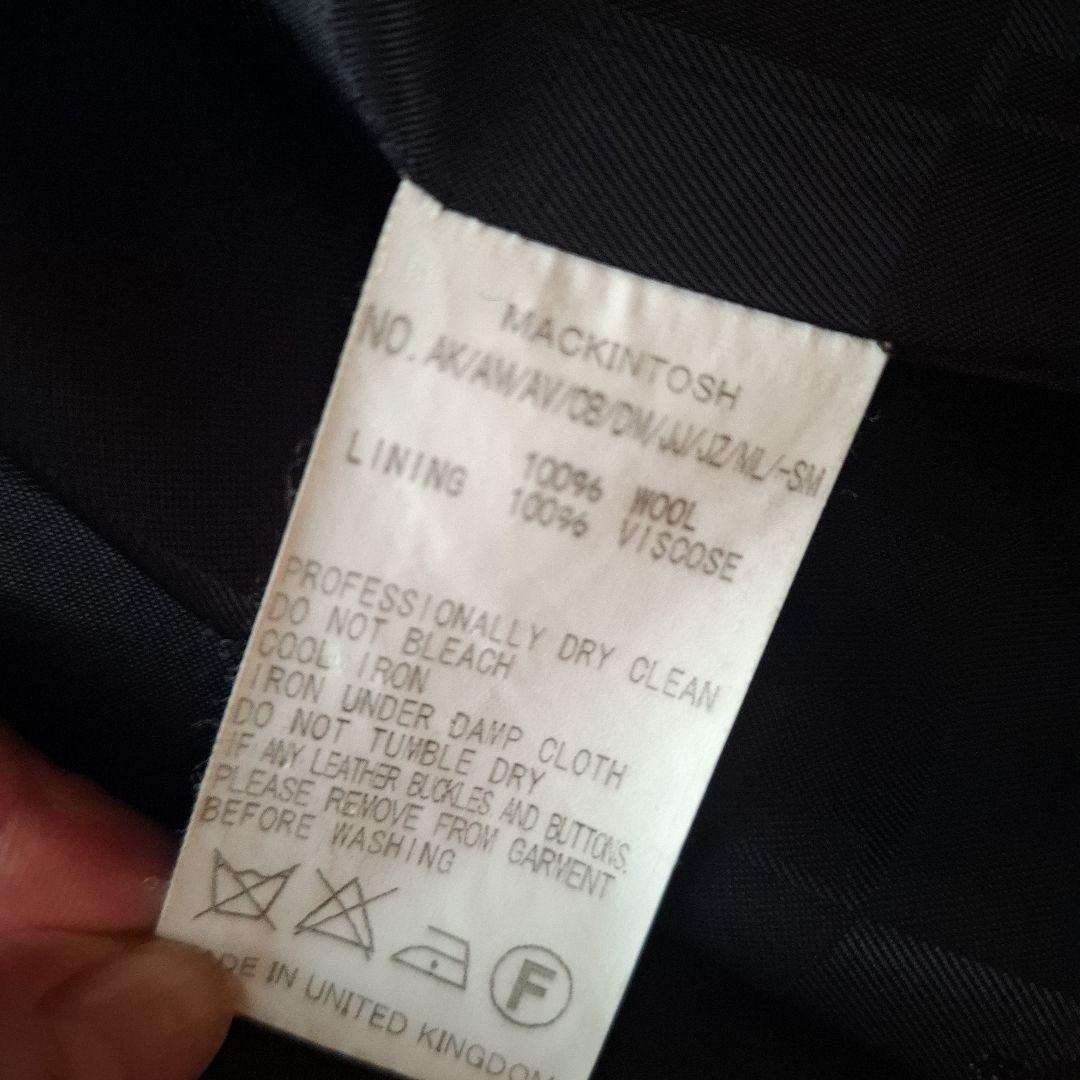 MACKINTOSH
NO. AK/AW/AV/CB/DM/JJ/JZ/ML/-SM
100% WOOL
LINING 100% VISCOSE
PROFESSIONALLY DRY CLEAN
DO NOT BLEACH
COOL IRON
IRON UNDER DAMP CLOTH
DO NOT TUMBLE DRY
IF ANY LEATHER BUCKLES AND BUTTONS,
PLEASE REMOVE FROM GARMENT
BEFORE WASHING
F
ADE IN UNITED KINGDOM